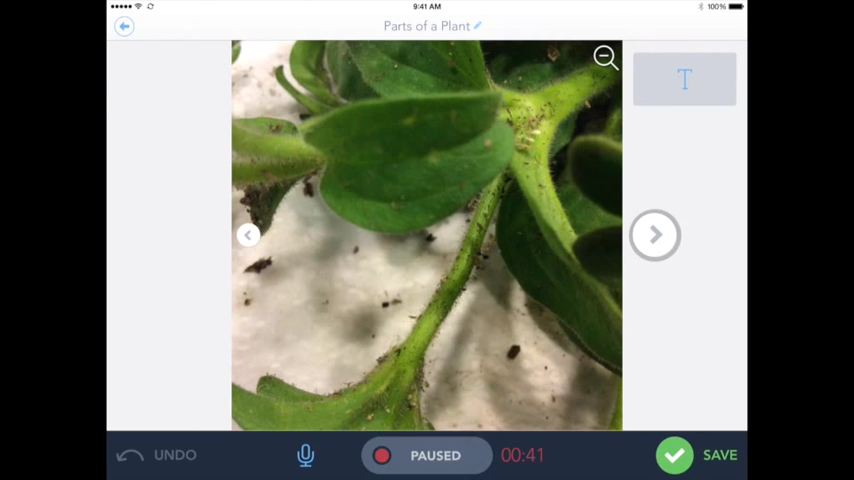 9:41 AM
100%
Parts of a Plant
T
UNDO
PAUSED
00:41
SAVE